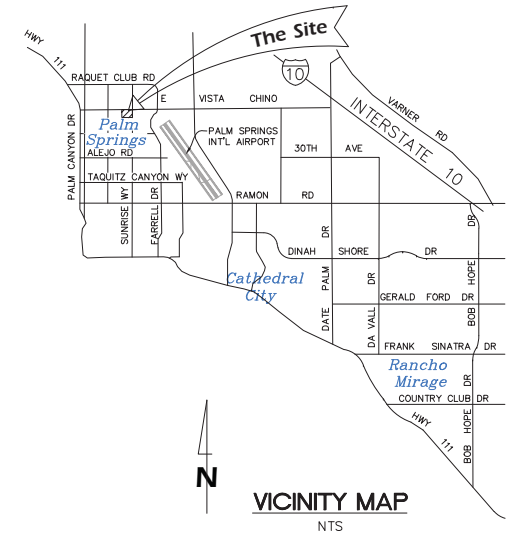 HWY 111
The Site
RAQUET CLUB RD
10
E VISTA CHINO
VARNER RD
INTERSTATE 10
Palm
Springs
PALM SPRINGS
INT'L AIRPORT
PALM CANYON DR
ALEJO RD
30TH AVE
TAQUITZ CANYON WY
RAMON RD
SUNRISE WY
FARRELL DR
DINAH SHORE DR
DATE PALM DR
Cathedral
City
DA VALL DR
BOB HOPE DR
GERALD FORD DR
FRANK SINATRA DR
Rancho
Mirage
COUNTRY CLUB DR
HWY 111
BOB HOPE DR
N
VICINITY MAP
NTS